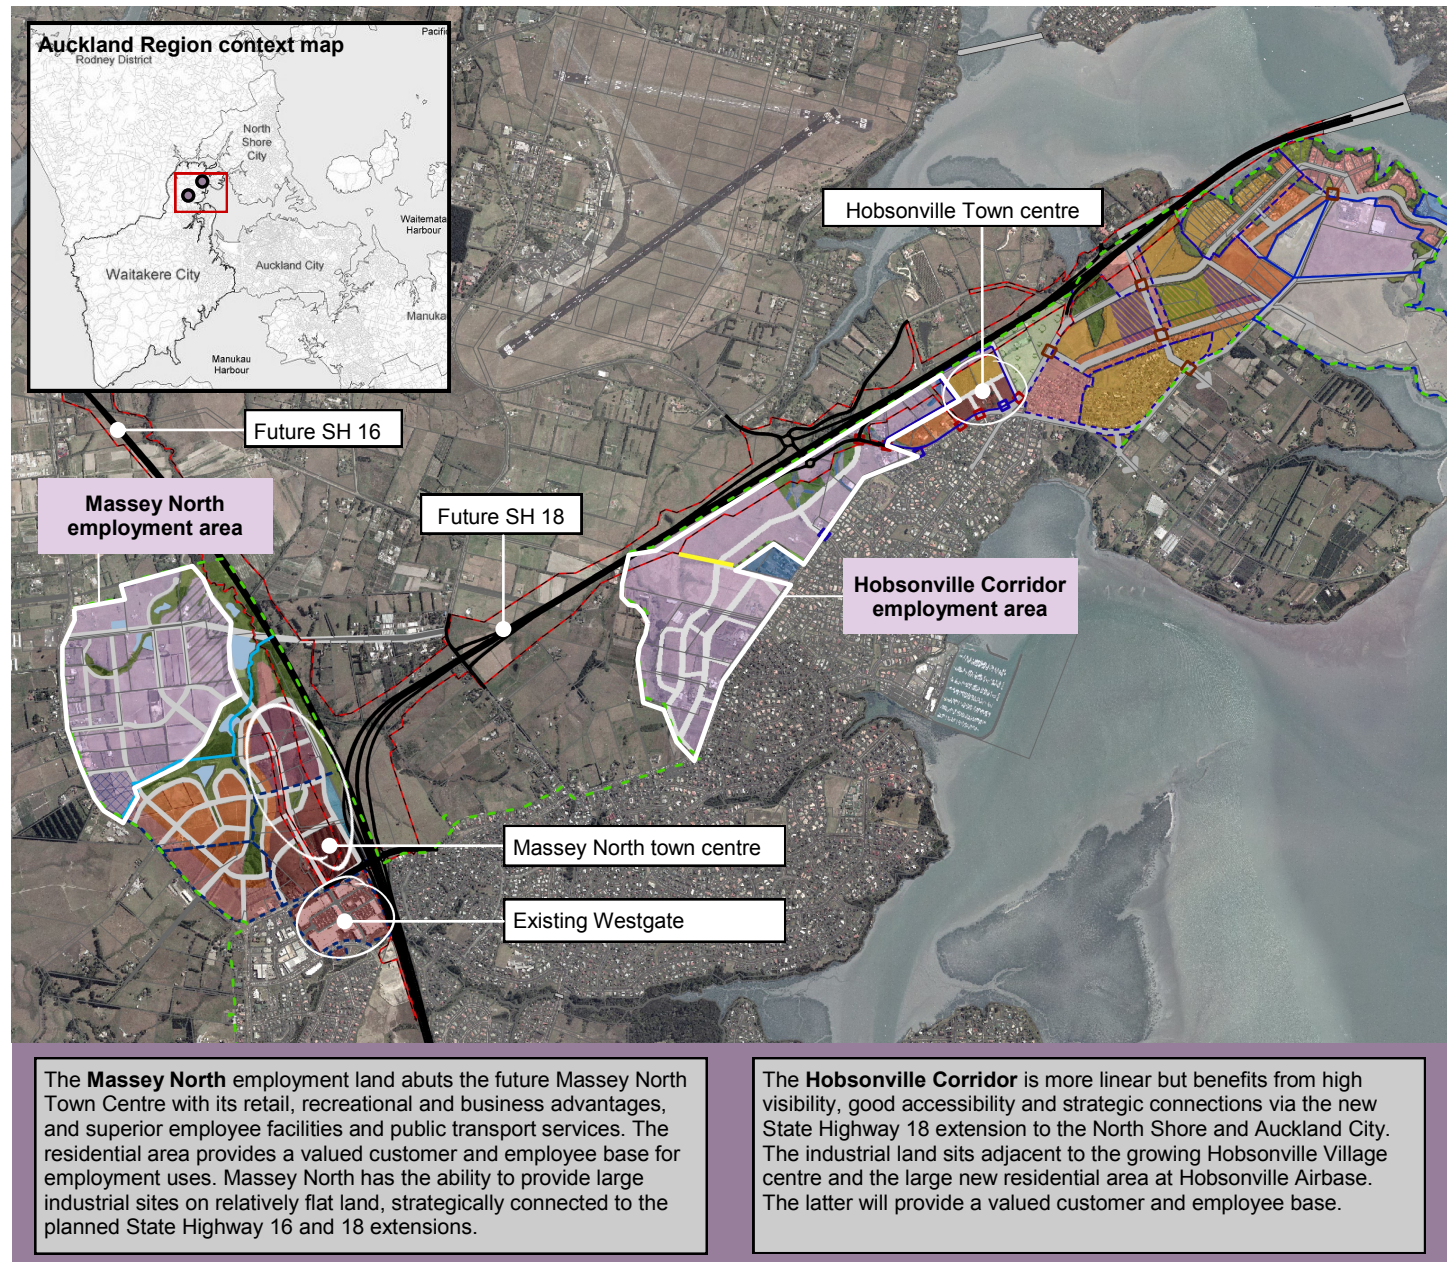 Auckland Region context map
Pacific
Rodney District
North
Shore
City
Waitemata
Harbour
Auckland City
Waitakere City
Manuka
Manukau
Harbour
Hobsonville Town centre
Future SH 16
Massey North
employment area
Future SH 18
Hobsonville Corridor
employment area
Massey North town centre
Existing Westgate
The Massey North employment land abuts the future Massey North
Town Centre with its retail, recreational and business advantages,
and superior employee facilities and public transport services. The
residential area provides a valued customer and employee base for
employment uses. Massey North has the ability to provide large
industrial sites on relatively flat land, strategically connected to the
planned State Highway 16 and 18 extensions.
The Hobsonville Corridor is more linear but benefits from high
visibility, good accessibility and strategic connections via the new
State Highway 18 extension to the North Shore and Auckland City.
The industrial land sits adjacent to the growing Hobsonville Village
centre and the large new residential area at Hobsonville Airbase.
The latter will provide a valued customer and employee base.